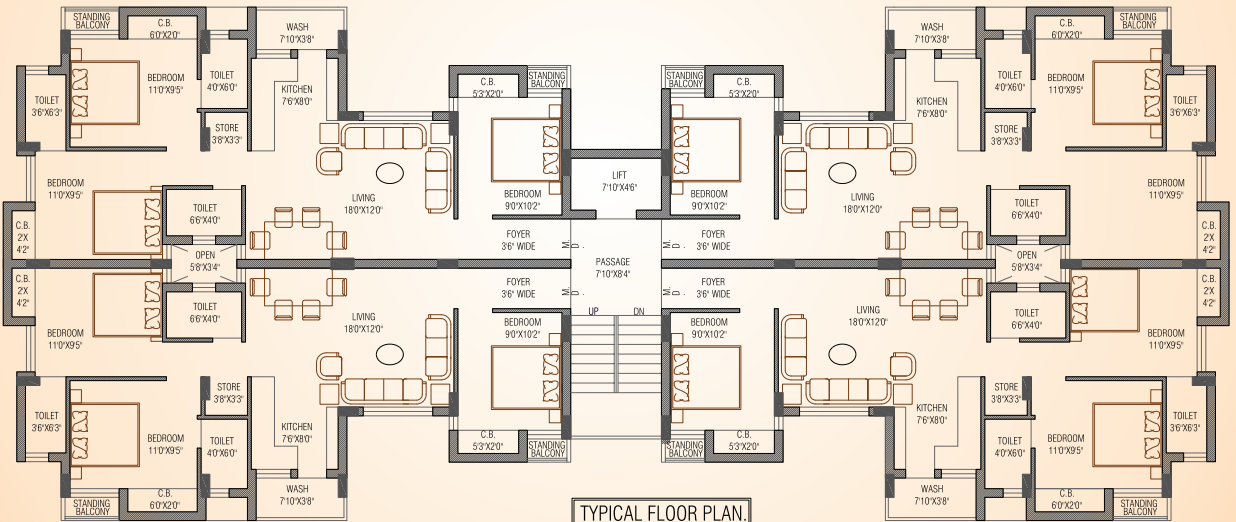 STANDING
BALCONY
C.B.
6'0"X2'0"
WASH
7'10"X3'8"
BEDROOM
11'0"X9'5"
TOILET
4'0"X6'0"
KITCHEN
7'6"X8'0"
TOILET
3'6"X6'3"
STORE
3'8"X3'3"
C.B.
5'3"X2'0"
STANDING
BALCONY
BEDROOM
11'0"X9'5"
TOILET
6'6"X4'0"
LIVING
18'0"X12'0"
BEDROOM
9'0"X10'2"
C.B.
2'X
4'2"
OPEN
5'8"X3'4"
FOYER
3'6" WIDE
M.
D.
LIFT
7'10"X4'6"
PASSAGE
7'10"X8'4"
UP
DN
WASH
7'10"X3'8"
C.B.
6'0"X2'0"
STANDING
BALCONY
STANDING
BALCONY
C.B.
5'3"X2'0"
KITCHEN
7'6"X8'0"
TOILET
4'0"X6'0"
BEDROOM
11'0"X9'5"
TOILET
3'6"X6'3"
STORE
3'8"X3'3"
BEDROOM
9'0"X10'2"
LIVING
18'0"X12'0"
TOILET
6'6"X4'0"
BEDROOM
11'0"X9'5"
M.
D.
FOYER
3'6" WIDE
OPEN
5'8"X3'4"
C.B.
2'X
4'2"
C.B.
2'X
4'2"
TOILET
6'6"X4'0"
FOYER
3'6" WIDE
M.
D.
BEDROOM
11'0"X9'5"
LIVING
18'0"X12'0"
BEDROOM
9'0"X10'2"
TOILET
3'6"X6'3"
STORE
3'8"X3'3"
BEDROOM
11'0"X9'5"
TOILET
4'0"X6'0"
KITCHEN
7'6"X8'0"
C.B.
5'3"X2'0"
STANDING
BALCONY
STANDING
BALCONY
C.B.
6'0"X2'0"
WASH
7'10"X3'8"
M.
D.
FOYER
3'6" WIDE
C.B.
2'X
4'2"
BEDROOM
9'0"X10'2"
LIVING
18'0"X12'0"
TOILET
6'6"X4'0"
BEDROOM
11'0"X9'5"
STORE
3'8"X3'3"
KITCHEN
7'6"X8'0"
TOILET
4'0"X6'0"
BEDROOM
11'0"X9'5"
TOILET
3'6"X6'3"
STANDING
BALCONY
C.B.
5'3"X2'0"
WASH
7'10"X3'8"
C.B.
6'0"X2'0"
STANDING
BALCONY
TYPICAL FLOOR PLAN.